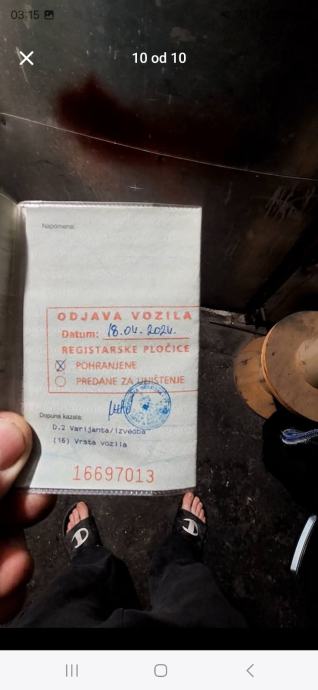 03:15
10 od 10
Napomena:
ODJAVA VOZILA
Datum: 18.04.2024.
REGISTARSKE PLOČICE
POHRANJENE
PREDANE ZA UNIŠTENJE
Dopuna kazala:
D.2 Varijanta/izvedba
(16) Vrsta vozila
16697013